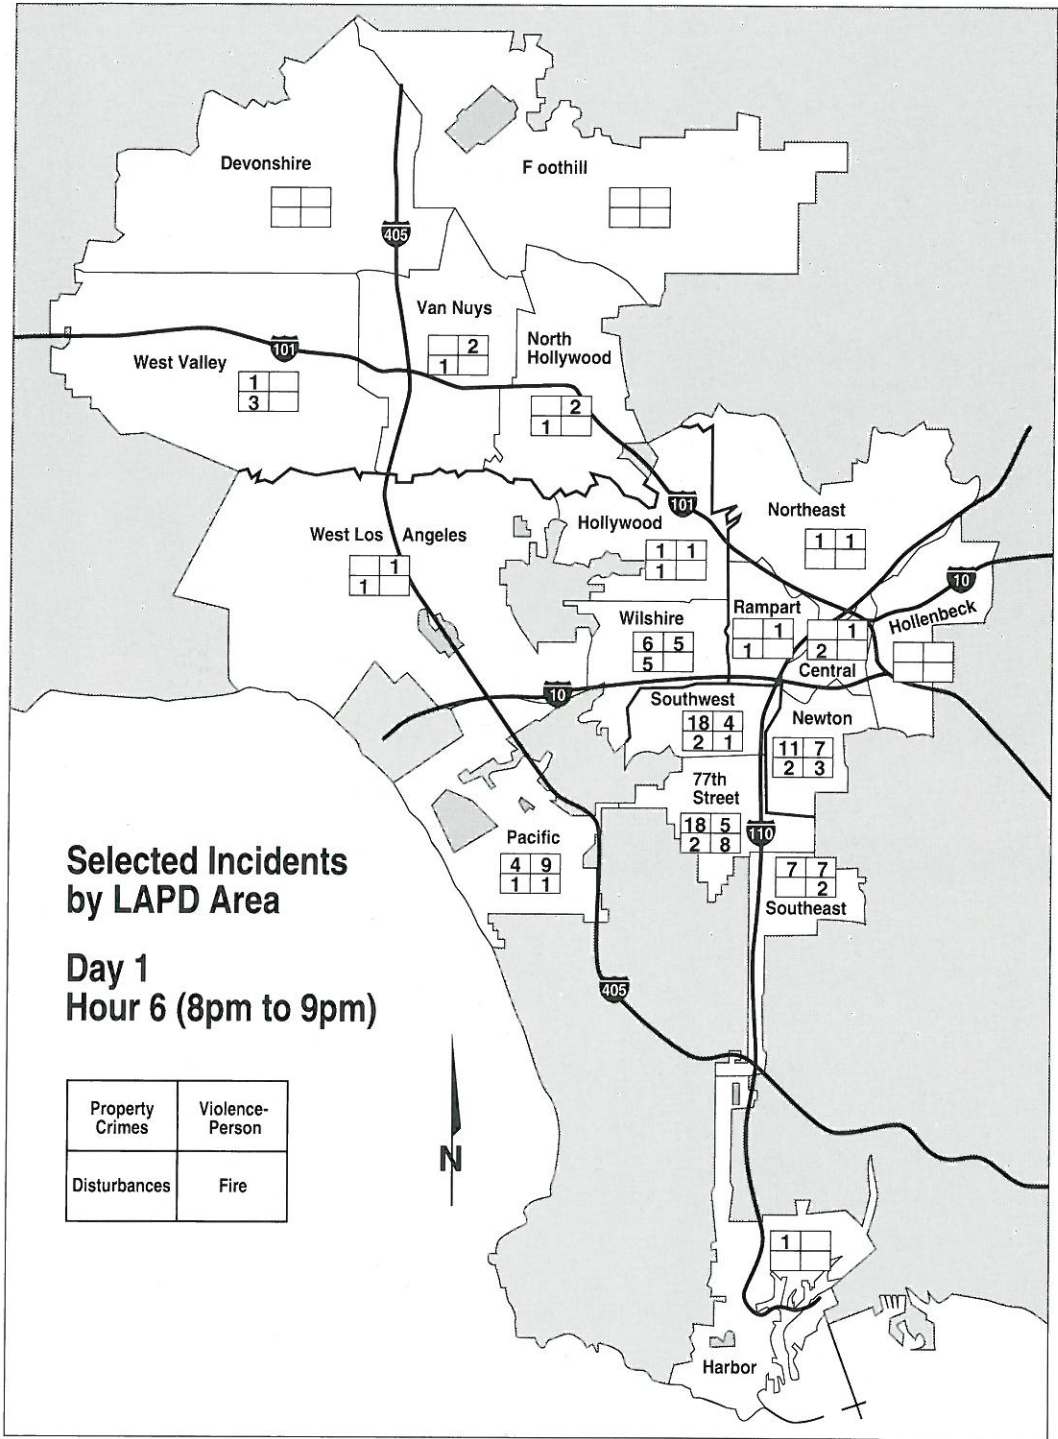 Devonshire
F oothill
405
Van Nuys
2
1
North
Hollywood
2
1
101
West Valley
1
3
101
Northeast
1 1
Hollywood
1 1
1
West Los Angeles
1
1
10
Hollenbeck
Rampart
1
1
1
2
Central
Wilshire
6 5
5
10
Southwest
18 4
2 1
Newton
11 7
2 3
77th
Street
18 5
2 8
110
Pacific
4 9
1 1
7 7
2
Southeast
Selected Incidents
by LAPD Area
Day 1
Hour 6 (8pm to 9pm)
405
Property
Crimes
Violence-
Person
Disturbances
Fire
N
1
Harbor